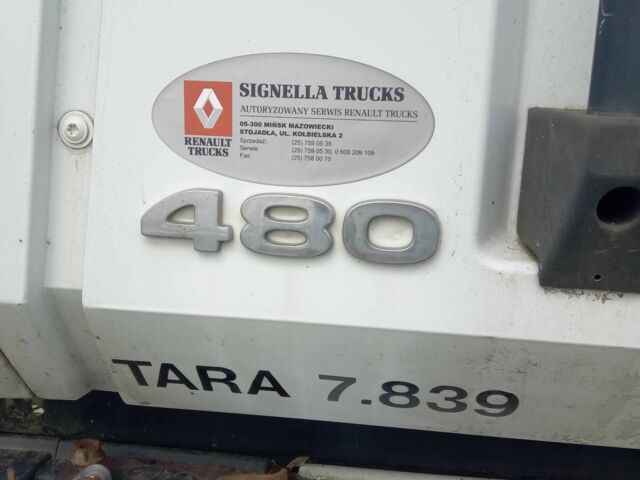 SIGNELLA TRUCKS
AUTORYZOWANY SERWIS RENAULT TRUCKS
RENAULT
TRUCKS
05-300 MIŃSK MAZOWIECKI
STOJADŁA, UL. KOŁBIELSKA 2
Sprzedaż: (25) 759 05 35
Serwis: (25) 759 05 30, 0 609 209 109
Fax: (25) 758 00 70
480
TARA 7.839